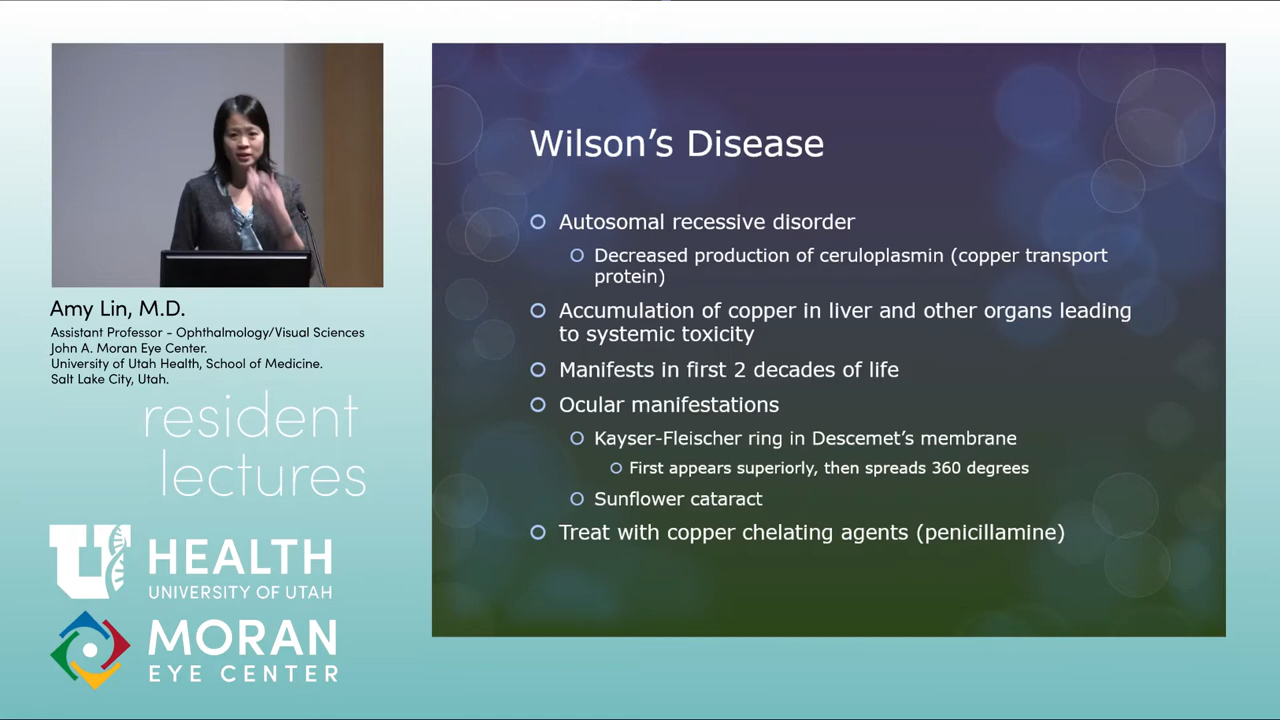 Amy Lin, M.D.
Assistant Professor - Ophthalmology/Visual Sciences
John A. Moran Eye Center.
University of Utah Health, School of Medicine.
Salt Lake City, Utah.
resident
lectures
U
HEALTH
UNIVERSITY OF UTAH
MORAN
EYE CENTER
Wilson's Disease
Autosomal recessive disorder
Decreased production of ceruloplasmin (copper transport
protein)
Accumulation of copper in liver and other organs leading
to systemic toxicity
Manifests in first 2 decades of life
Ocular manifestations
Kayser-Fleischer ring in Descemet's membrane
First appears superiorly, then spreads 360 degrees
Sunflower cataract
Treat with copper chelating agents (penicillamine)